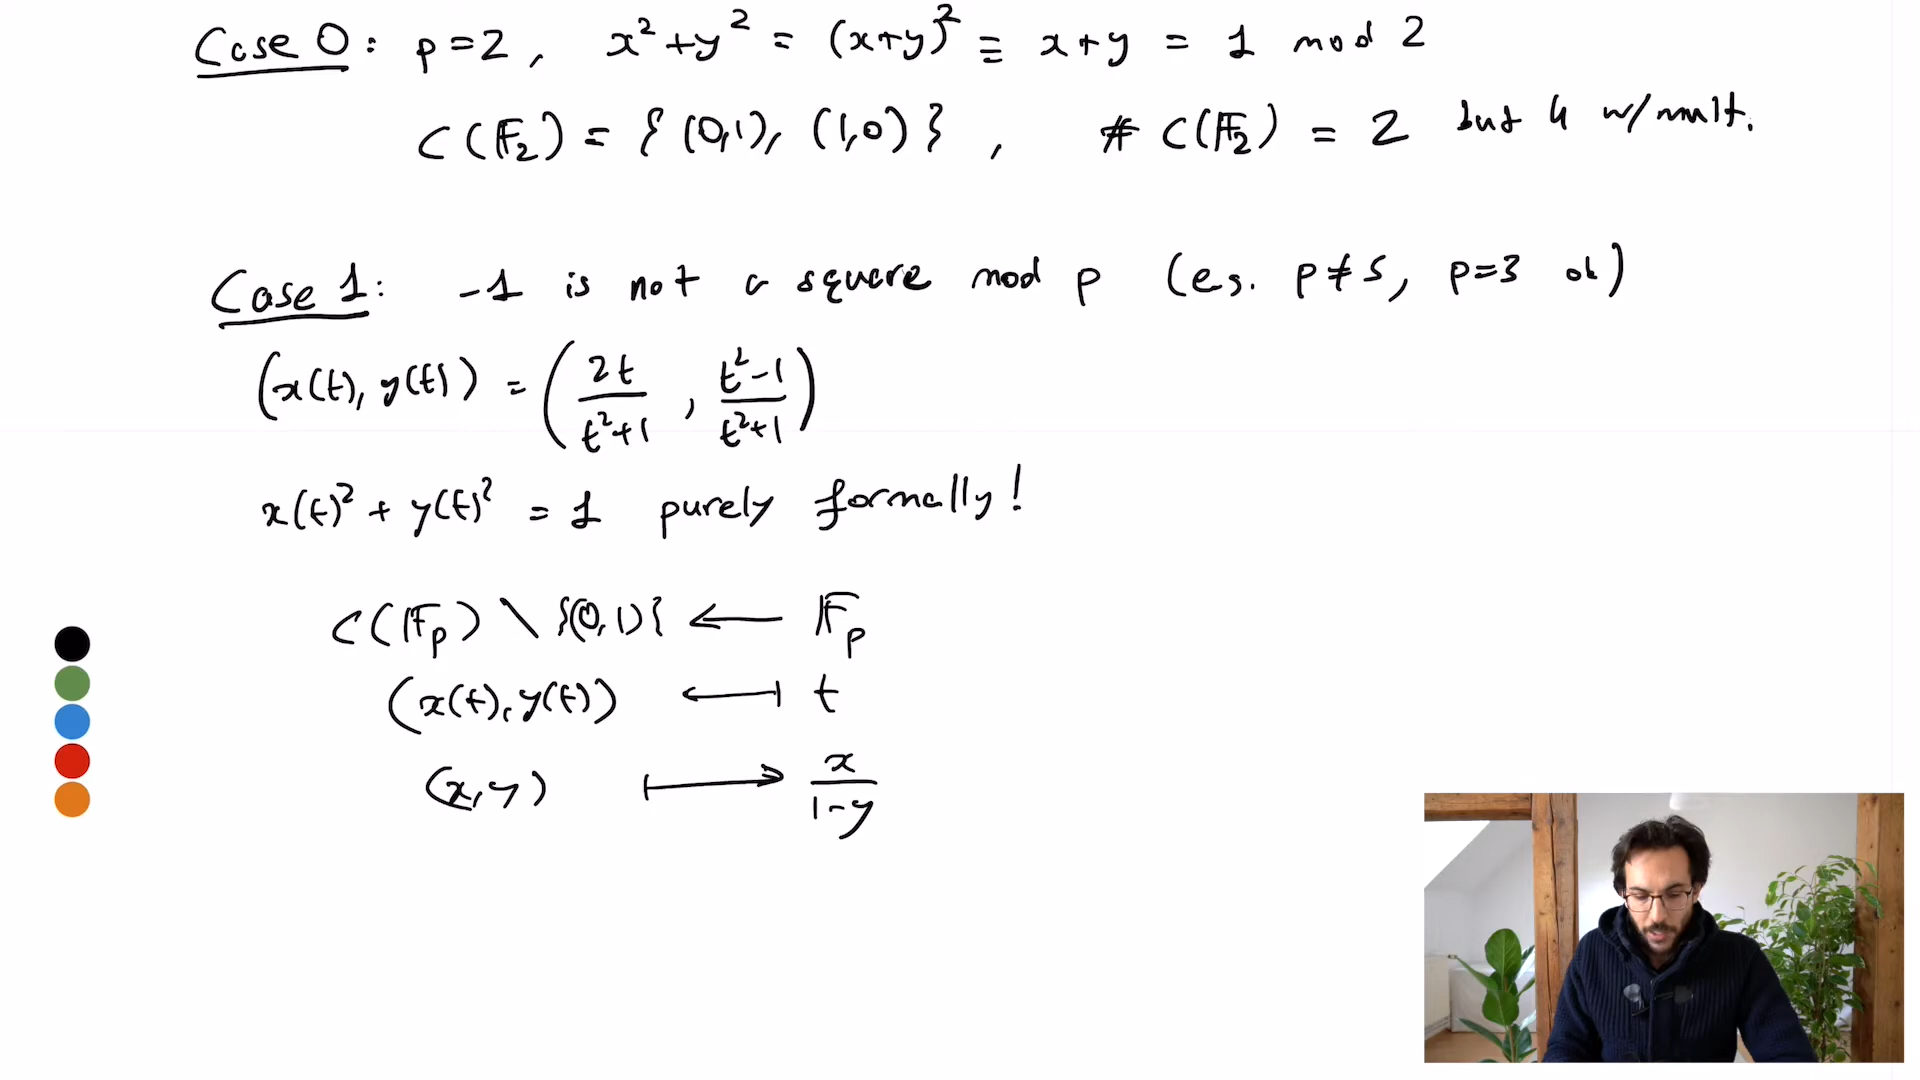 Case 0: p=2, x²+y² = (x+y)² ≡ x+y = 1 mod 2
C(𝔽₂) = {(0,1), (1,0)}, # C(𝔽₂) = 2 but 4 w/ mult.
Case 1: -1 is not a square mod p (e.g. p≠5, p=3 ok)
(x(t), y(t)) = (2t/(t²+1), (t²-1)/(t²+1))
x(t)² + y(t)² = 1 purely formally!
C(𝔽ₚ) \ {(0,1)} ⟵ 𝔽ₚ
(x(t), y(t)) ⟻ t
(x,y) ⟼ x/(1-y)